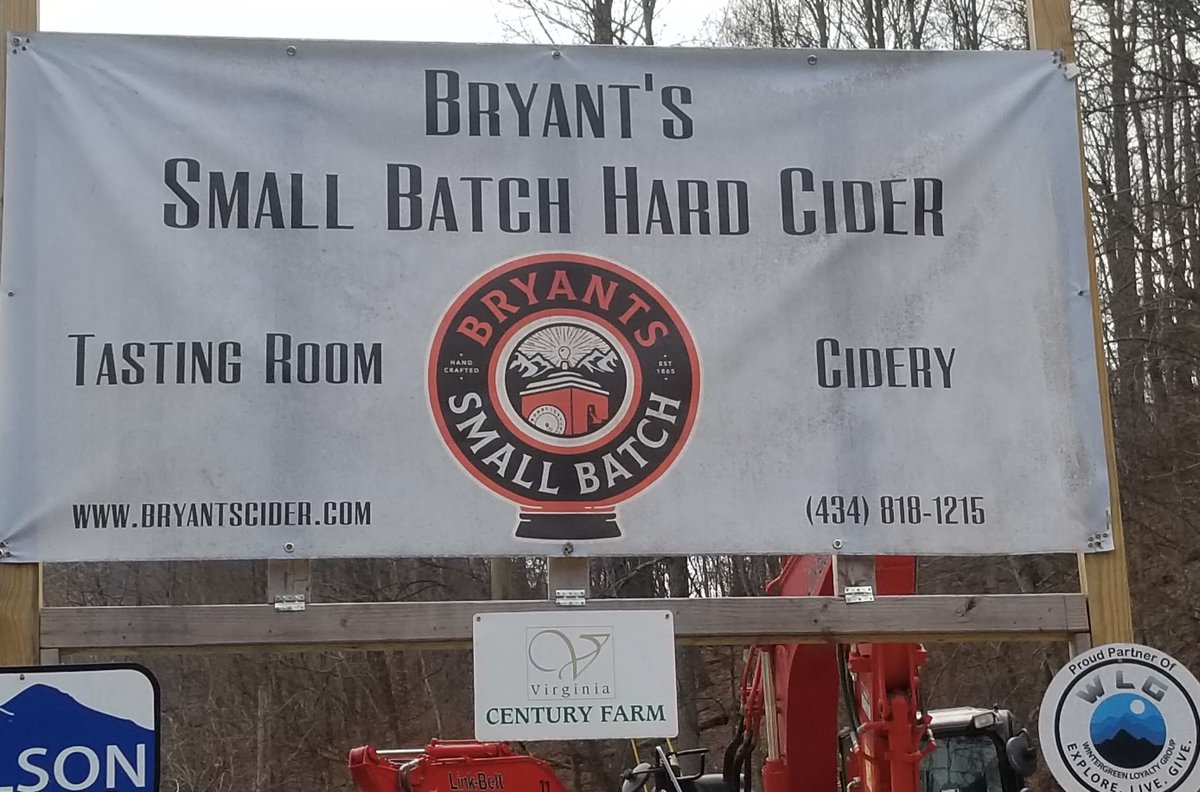 BRYANT'S
SMALL BATCH HARD CIDER
BRYANTS
HAND CRAFTED
EST 1865
SMALL BATCH
TASTING ROOM
CIDERY
WWW.BRYANTSCIDER.COM
(434) 818-1215
Virginia
CENTURY FARM
LSON
Link-Belt
Proud Partner Of
WLG
WINTERGREEN LOYALTY GROUP
EXPLORE. LIVE. GIVE.